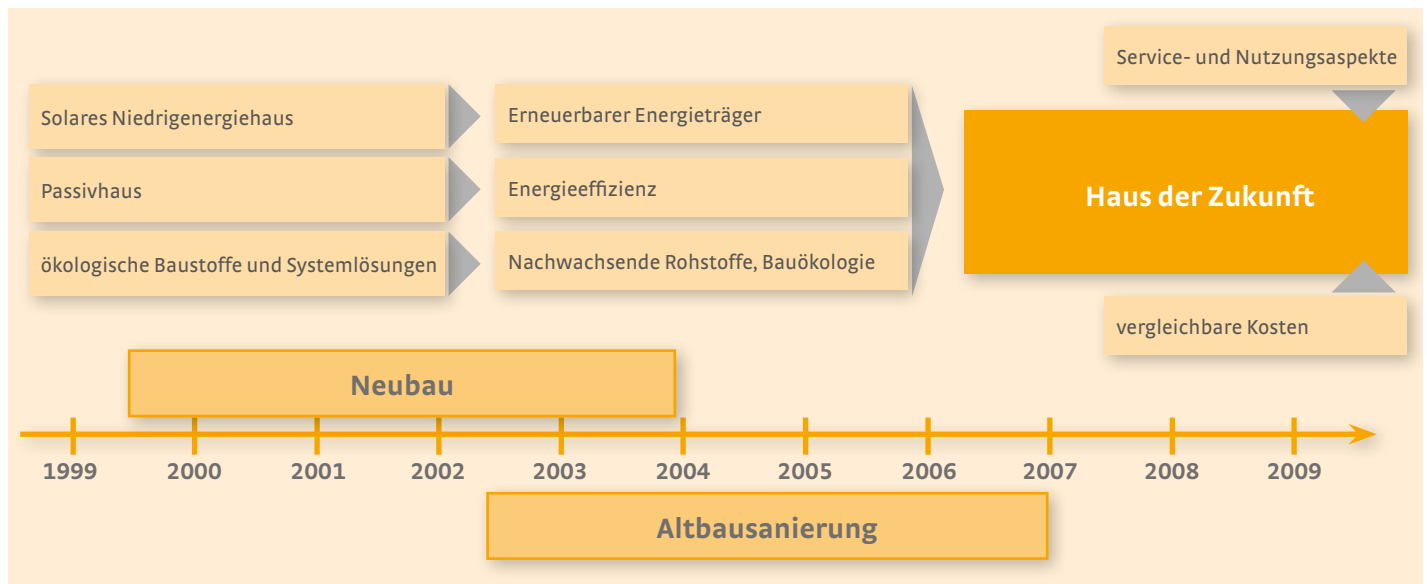 Service- und Nutzungsaspekte
Solares Niedrigenergiehaus
Erneuerbarer Energieträger
Passivhaus
Energieeffizienz
Haus der Zukunft
ökologische Baustoffe und Systemlösungen
Nachwachsende Rohstoffe, Bauökologie
vergleichbare Kosten
Neubau
1999 2000 2001 2002 2003 2004 2005 2006 2007 2008 2009
Altbausanierung